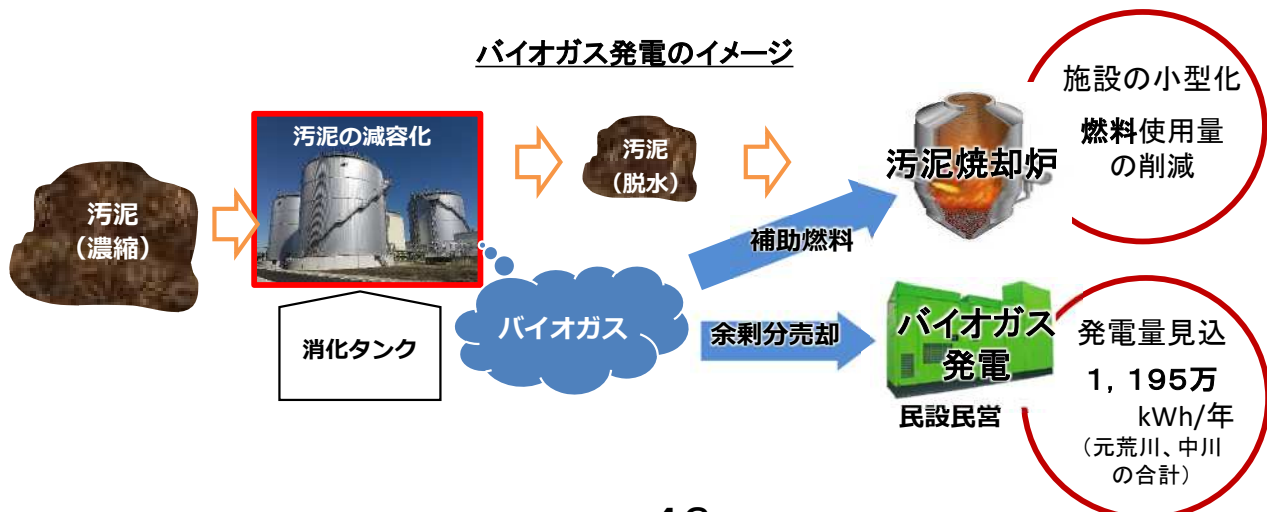 バイオガス発電のイメージ
汚泥
（濃縮）
汚泥の減容化
消化タンク
汚泥
（脱水）
バイオガス
補助燃料
余剰分売却
汚泥焼却炉
施設の小型化
燃料使用量
の削減
バイオガス
発電
民設民営
発電量見込
１，１９５万
kWh/年
（元荒川、中川
の合計）